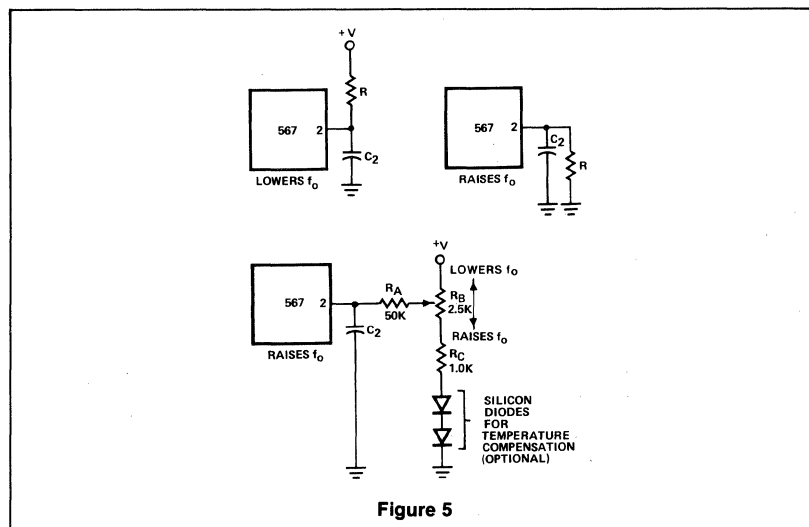 +V
R
567 2
C2
LOWERS fo
567 2
C2
R
RAISES fo
+V
LOWERS fo
RA
50K
RB
2.5K
567 2
C2
RAISES fo
RAISES fo
RC
1.0K
SILICON
DIODES
FOR
TEMPERATURE
COMPENSATION
(OPTIONAL)
Figure 5